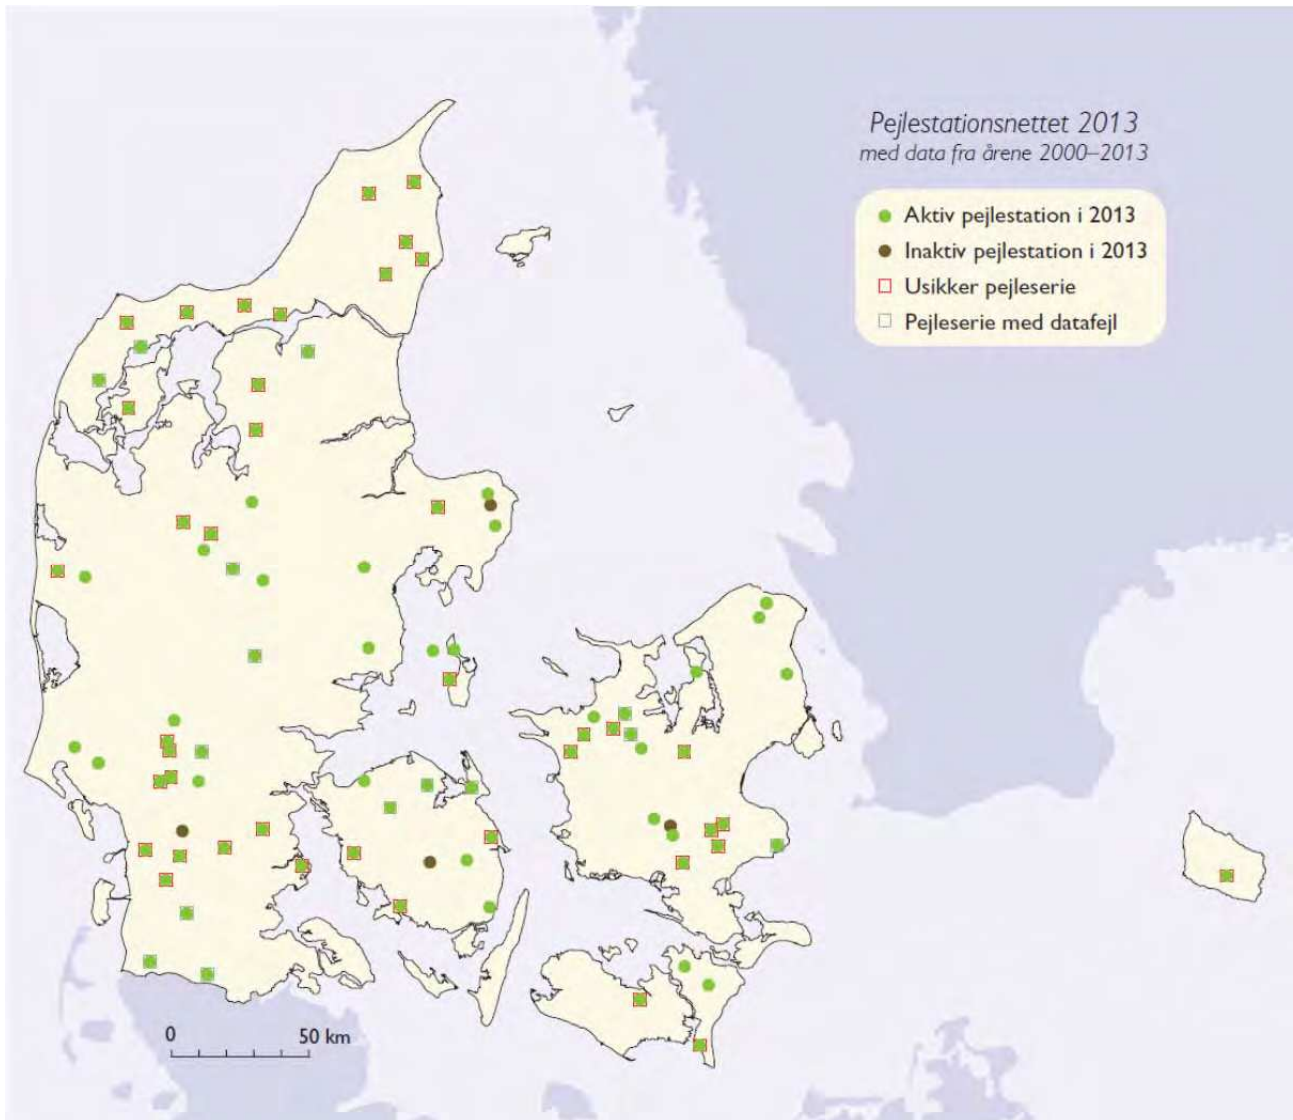 Pejlestationsnettet 2013
med data fra årene 2000–2013
Aktiv pejlestation i 2013
Inaktiv pejlestation i 2013
Usikker pejleserie
Pejleserie med datafejl
0 50 km